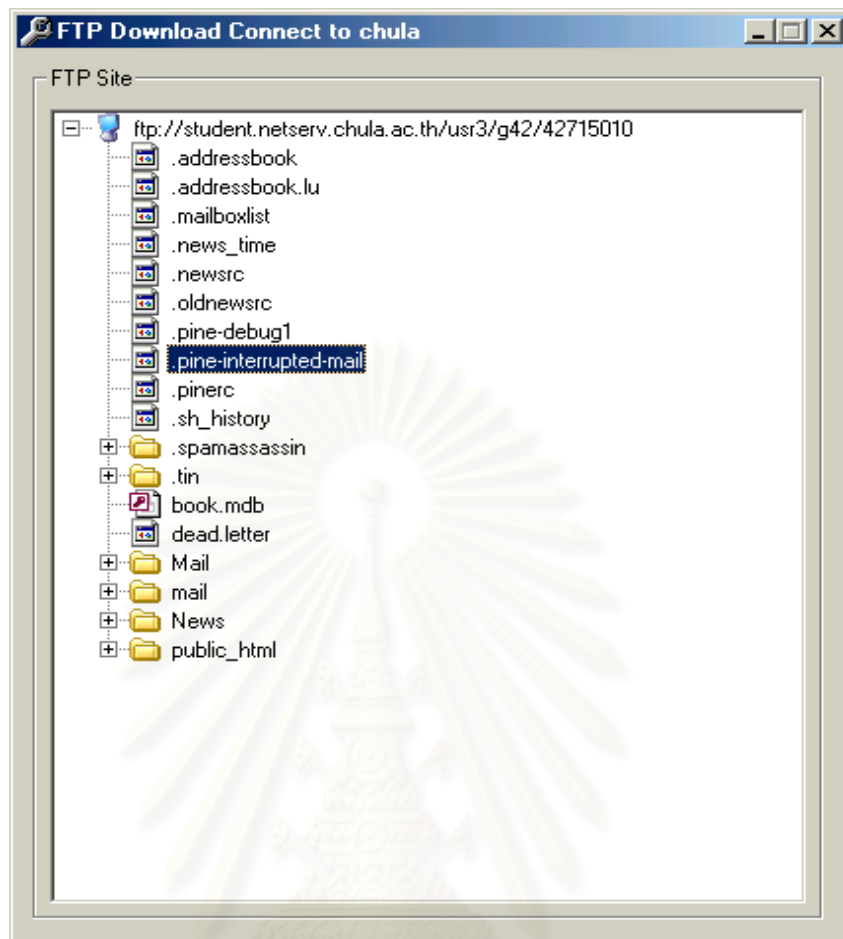 FTP Download Connect to chula
FTP Site
ftp://student.netserv.chula.ac.th/usr3/g42/42715010
.addressbook
.addressbook.lu
.mailboxlist
.news_time
.newsrc
.oldnewsrc
.pine-debug1
.pine-interrupted-mail
.pinerc
.sh_history
.spamassassin
.tin
book.mdb
dead.letter
Mail
mail
News
public_html